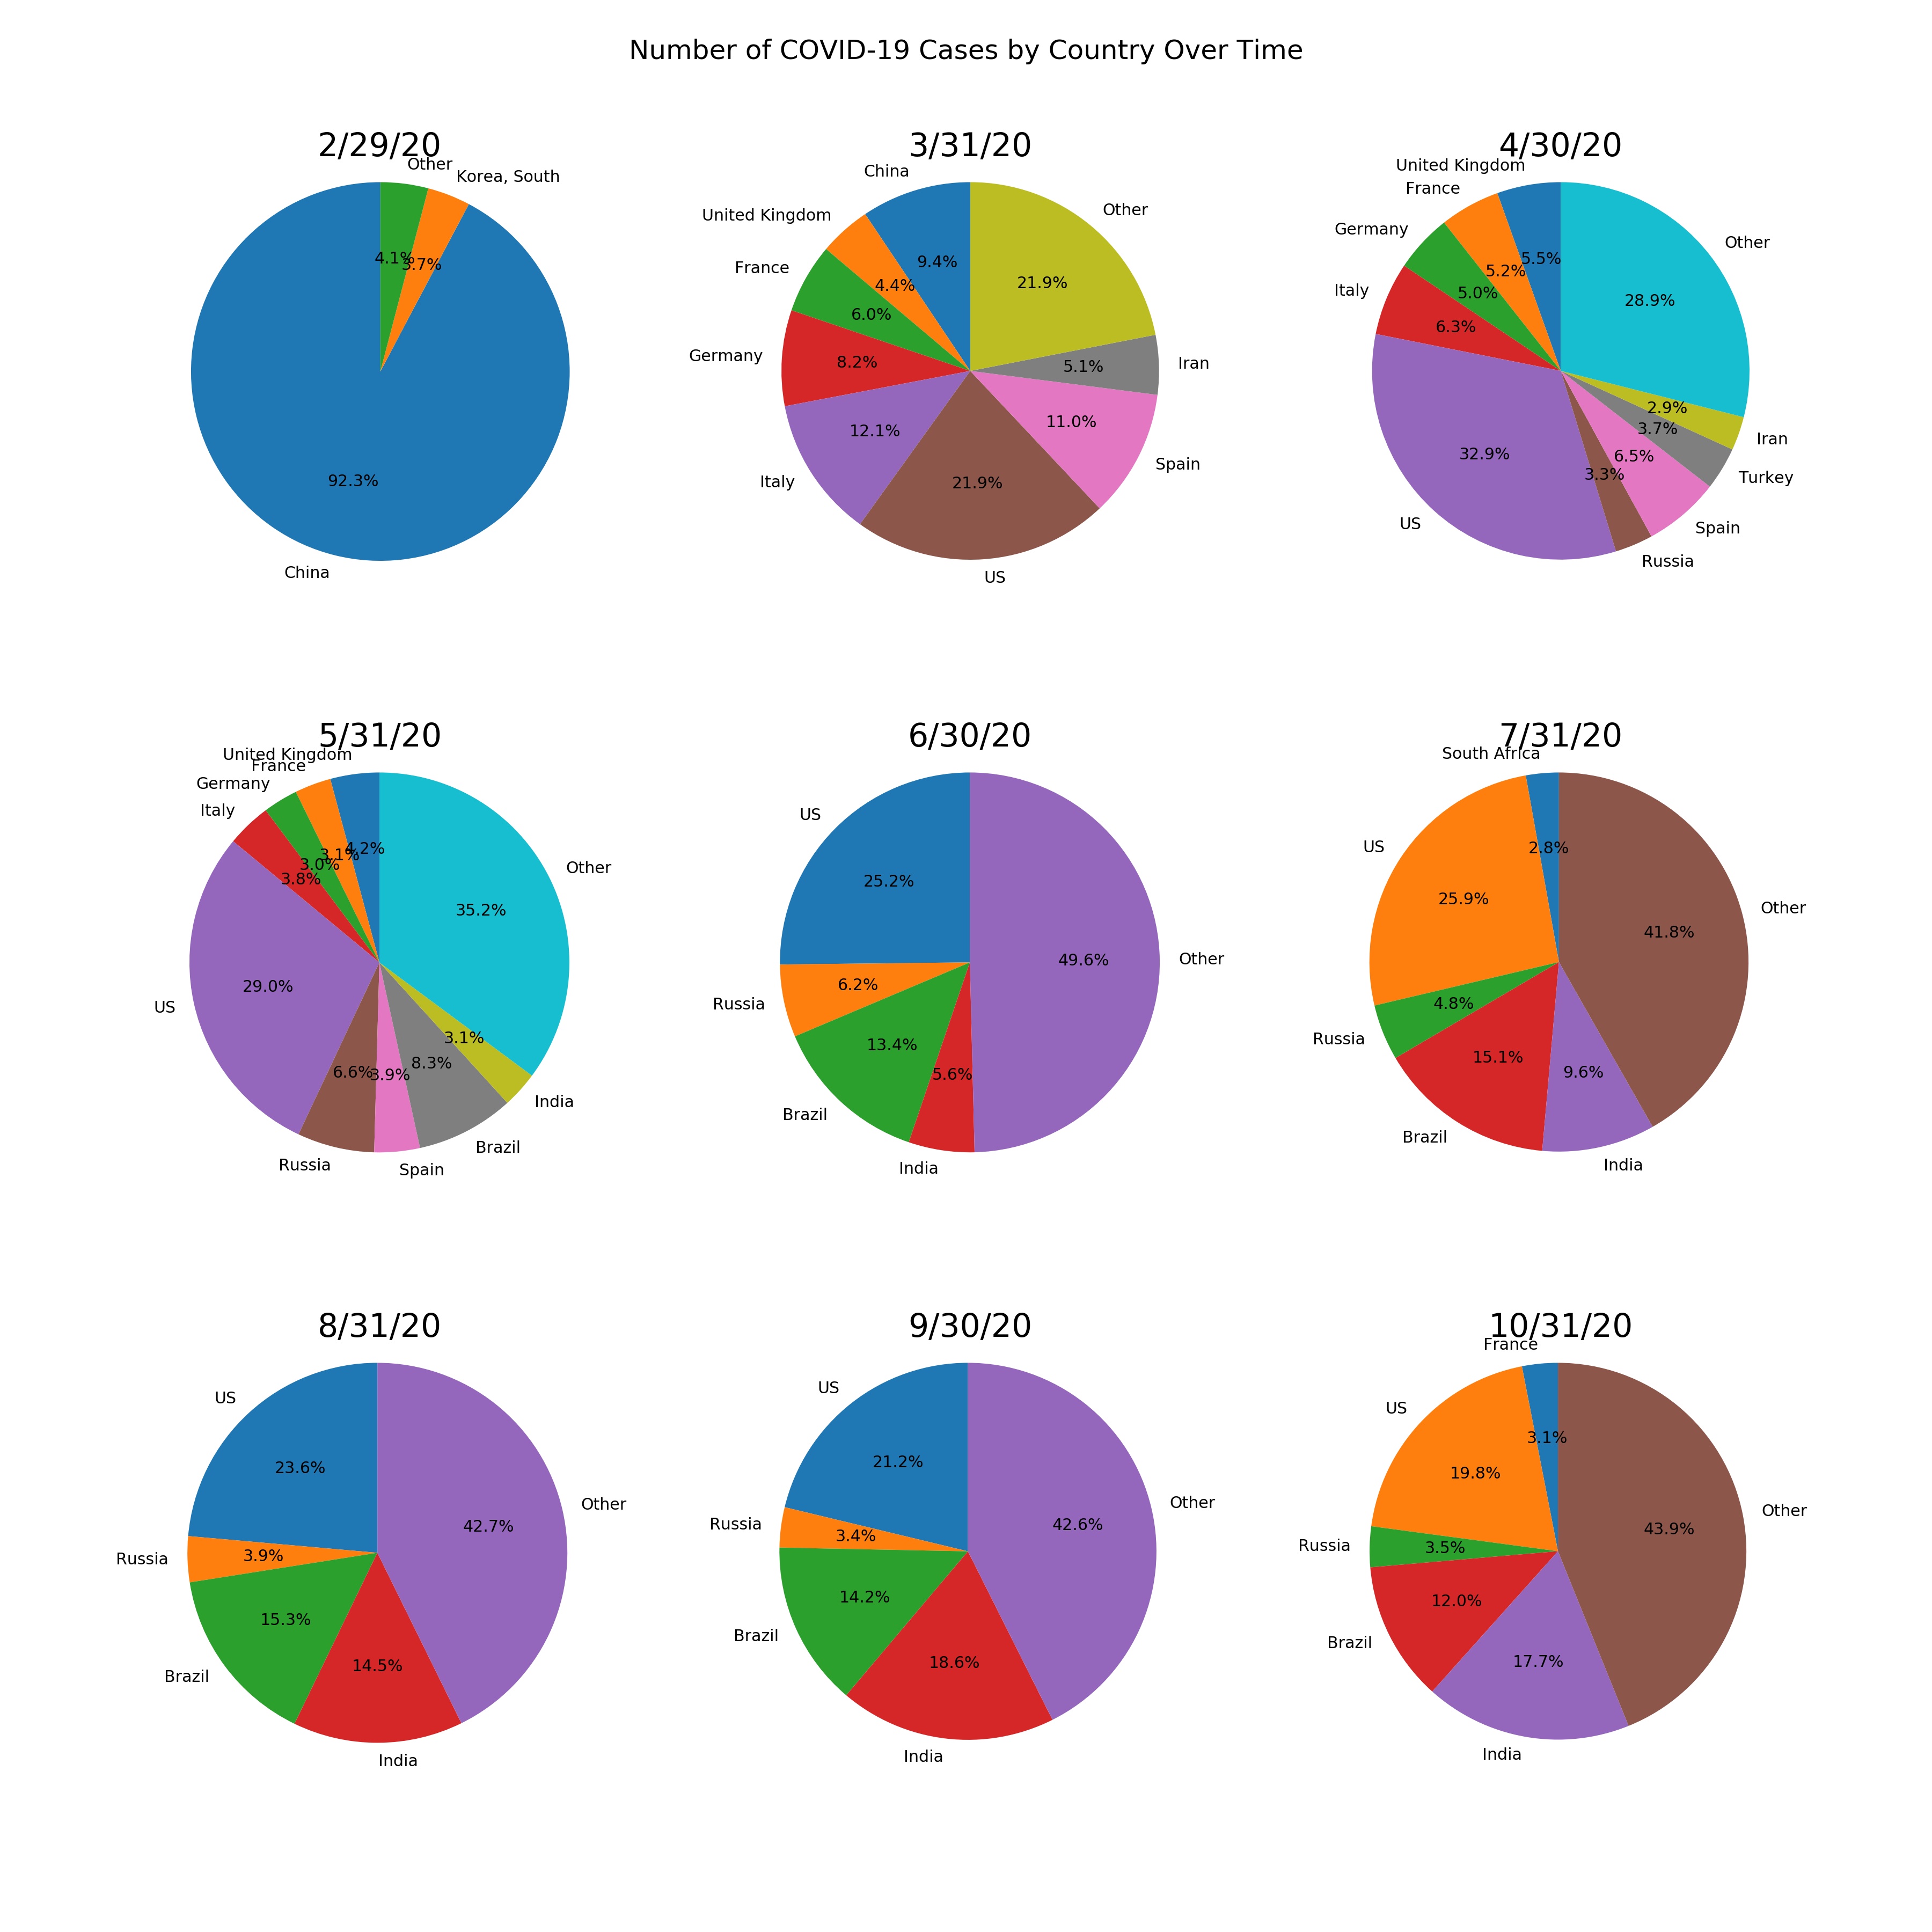 Number of COVID-19 Cases by Country Over Time
2/29/20
Other
Korea, South
4.1%
3.7%
92.3%
China
3/31/20
China
Other
United Kingdom
France
Germany
Italy
US
Spain
Iran
9.4%
4.4%
6.0%
8.2%
12.1%
21.9%
11.0%
5.1%
21.9%
4/30/20
United Kingdom
France
Germany
Italy
US
Russia
Spain
Turkey
Iran
Other
5.5%
5.2%
5.0%
6.3%
32.9%
3.3%
6.5%
3.7%
2.9%
28.9%
5/31/20
United Kingdom
France
Germany
Italy
US
Russia
Spain
Brazil
India
Other
4.2%
3.1%
3.0%
3.8%
29.0%
6.6%
3.9%
8.3%
3.1%
35.2%
6/30/20
US
Russia
Brazil
India
Other
25.2%
6.2%
13.4%
5.6%
49.6%
7/31/20
South Africa
US
Russia
Brazil
India
Other
2.8%
25.9%
4.8%
15.1%
9.6%
41.8%
8/31/20
US
Russia
Brazil
India
Other
23.6%
3.9%
15.3%
14.5%
42.7%
9/30/20
US
Russia
Brazil
India
Other
21.2%
3.4%
14.2%
18.6%
42.6%
10/31/20
France
US
Russia
Brazil
India
Other
3.1%
19.8%
3.5%
12.0%
17.7%
43.9%